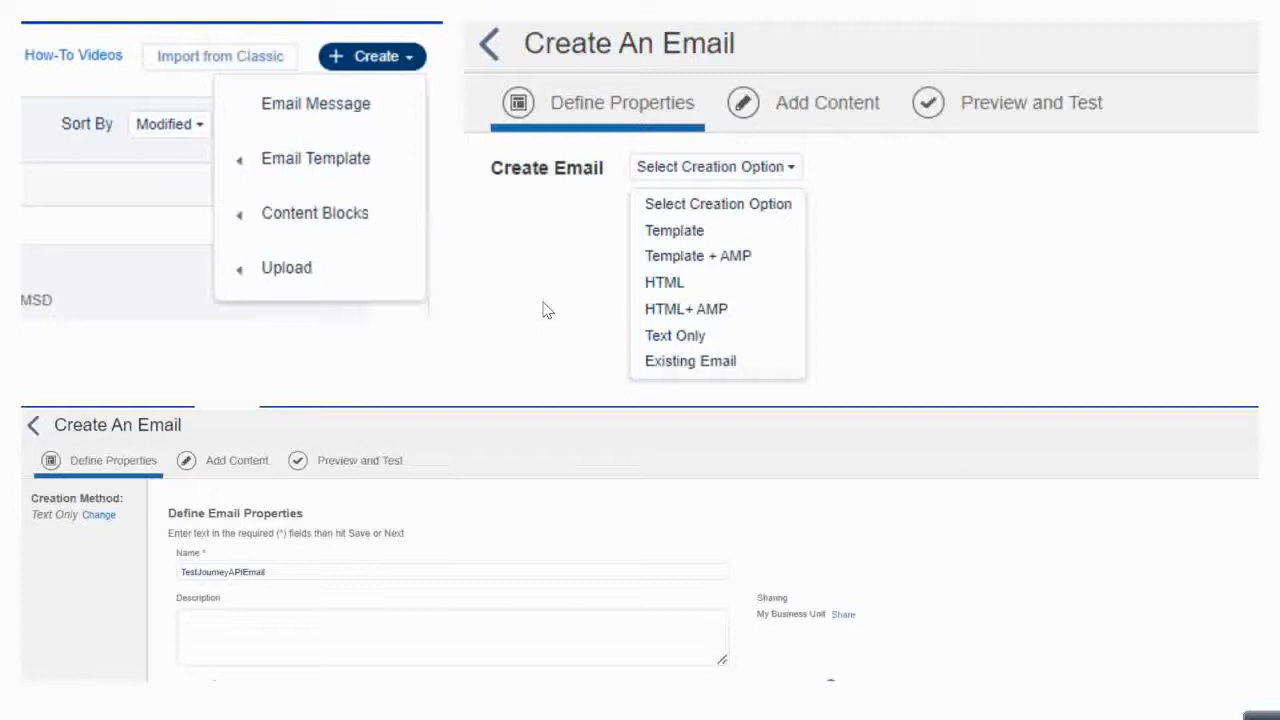 How-To Videos
Import from Classic
+ Create
Email Message
Sort By
Modified
Email Template
Content Blocks
Upload
MSD
Create An Email
Define Properties
Add Content
Preview and Test
Create Email
Select Creation Option
Select Creation Option
Template
Template + AMP
HTML
HTML+ AMP
Text Only
Existing Email
Create An Email
Define Properties
Add Content
Preview and Test
Creation Method:
Text Only Change
Define Email Properties
Enter text in the required (*) fields then hit Save or Next
Name *
TestJourneyAPIEmail
Description
Sharing
My Business Unit Share